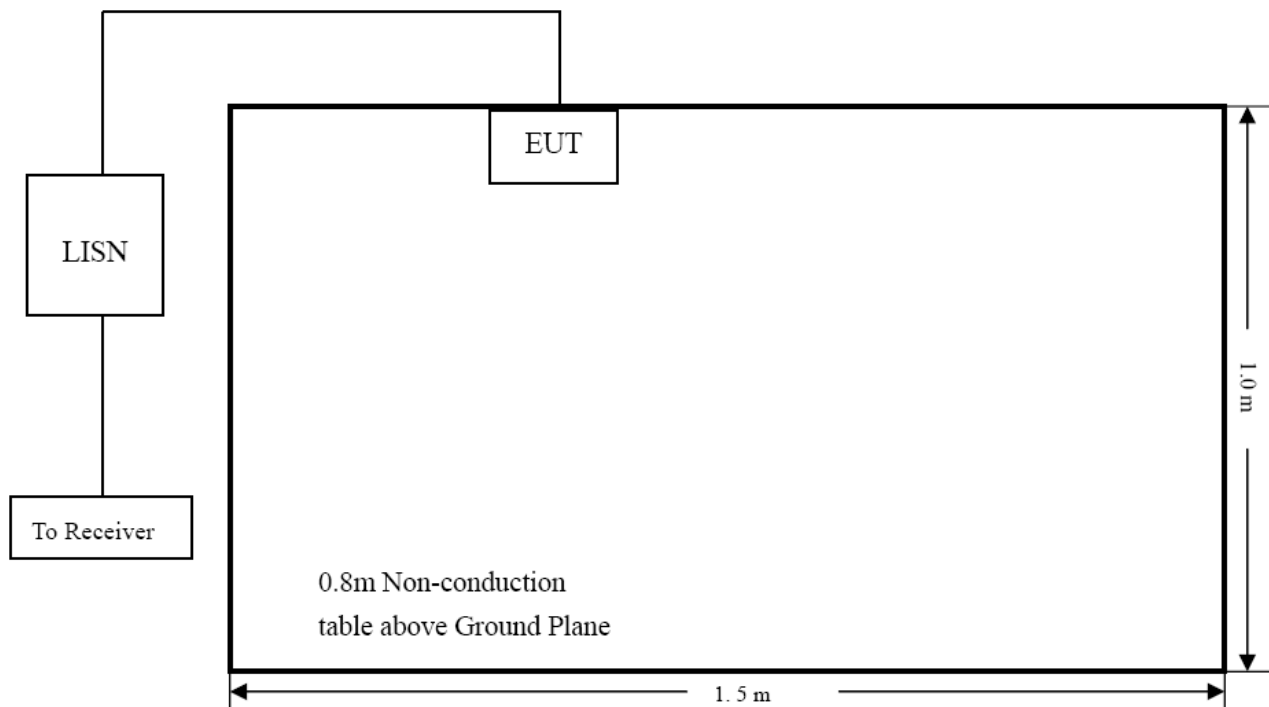 EUT
LISN
1.0 m
To Receiver
0.8m Non-conduction
table above Ground Plane
1. 5 m